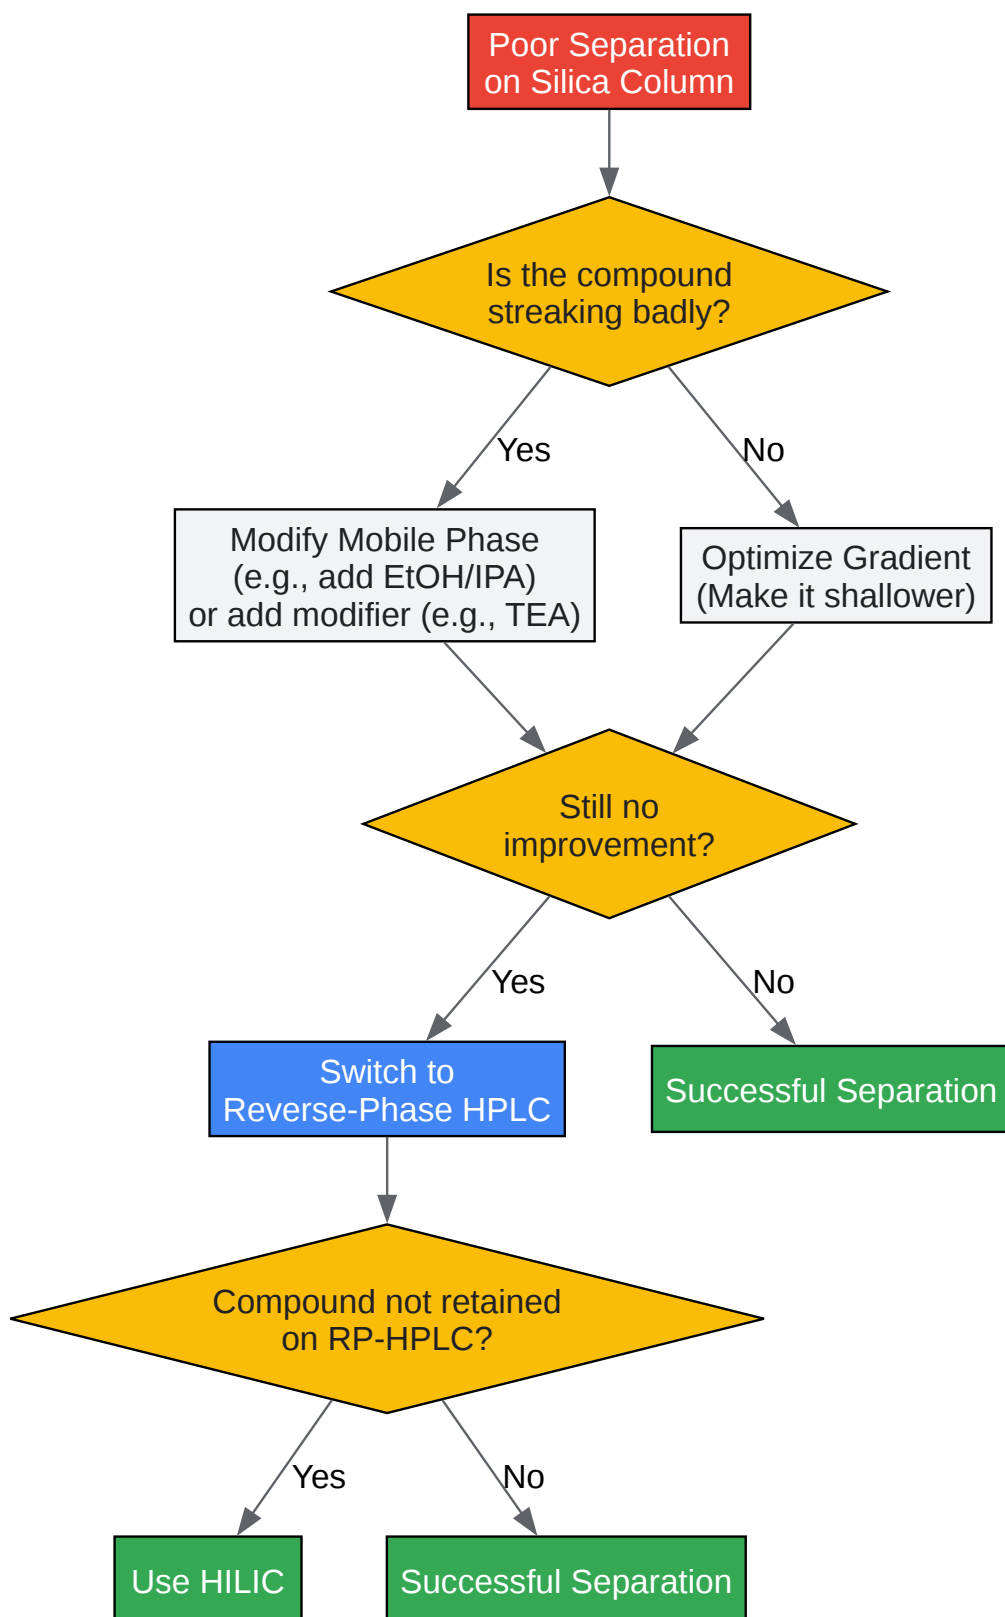 Poor Separation
on Silica Column
Is the compound
streaking badly?
Yes
No
Modify Mobile Phase
(e.g., add EtOH/IPA)
or add modifier (e.g., TEA)
Optimize Gradient
(Make it shallower)
Still no
improvement?
Yes
No
Switch to
Reverse-Phase HPLC
Successful Separation
Compound not retained
on RP-HPLC?
Yes
No
Use HILIC
Successful Separation